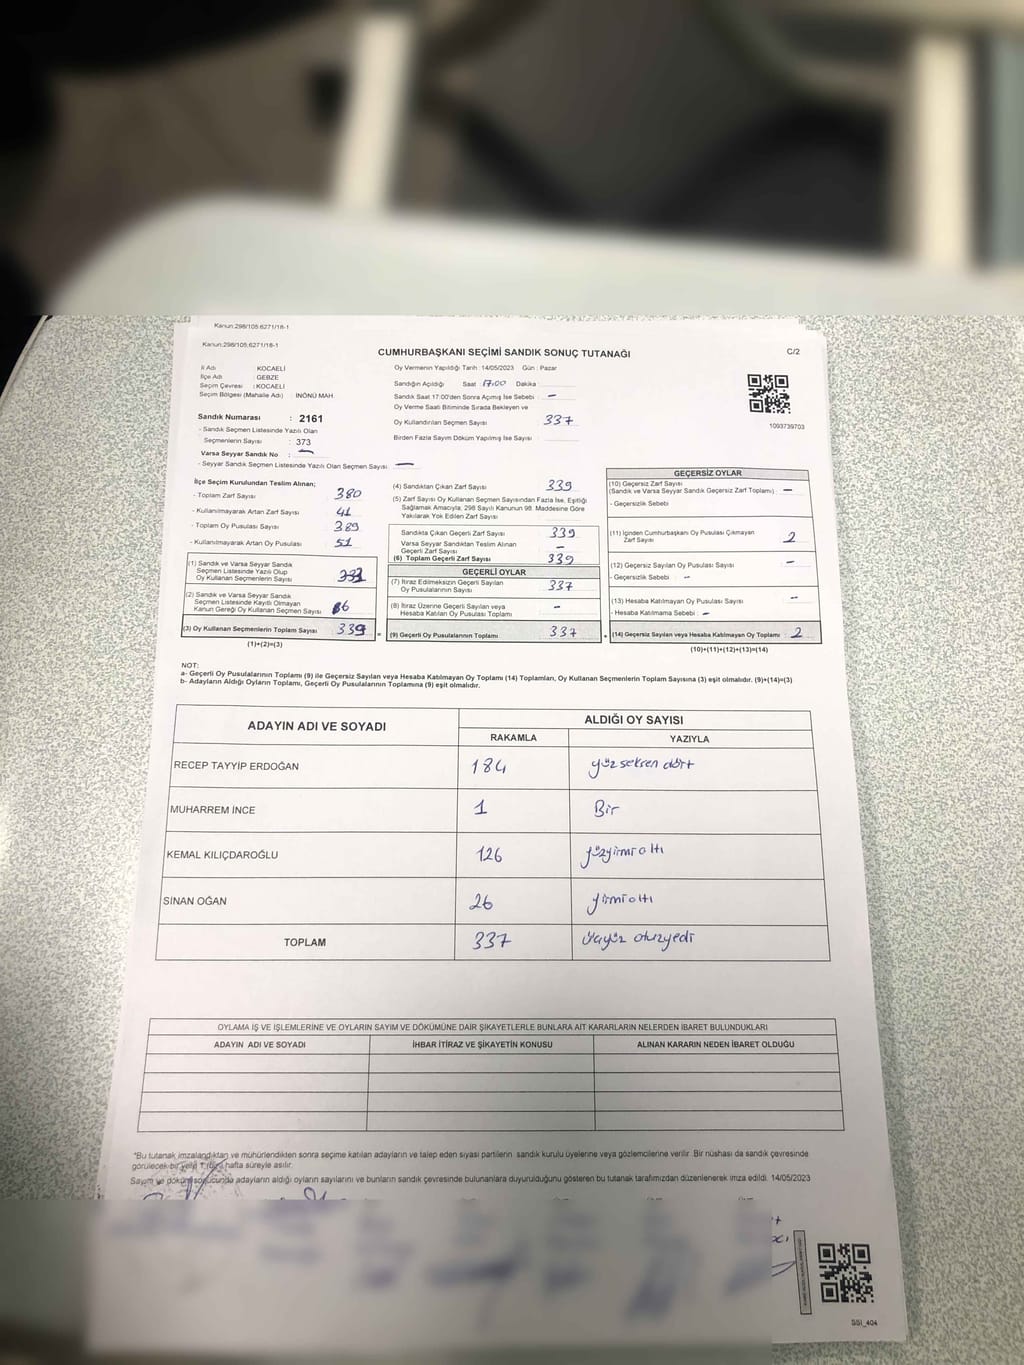 Kanun:298/105;6271/18-1
Kanun:298/105;6271/18-1
CUMHURBAŞKANI SEÇİMİ SANDIK SONUÇ TUTANAĞI
C/2
İl Adı : KOCAELİ
İlçe Adı : GEBZE
Seçim Çevresi : KOCAELİ
Seçim Bölgesi (Mahalle Adı) : İNÖNÜ MAH.
Sandık Numarası : 2161
- Sandık Seçmen Listesinde Yazılı Olan
Seçmenlerin Sayısı : 373
Varsa Seyyar Sandık No : —
- Seyyar Sandık Seçmen Listesinde Yazılı Olan Seçmen Sayısı : —
Oy Vermenin Yapıldığı Tarih :14/05/2023 Gün : Pazar
Sandığın Açıldığı Saat 17:00 Dakika :
Sandık Saat 17:00'den Sonra Açımış İse Sebebi : —
Oy Verme Saati Bitiminde Sırada Bekleyen ve
Oy Kullandırılan Seçmen Sayısı : 337
Birden Fazla Sayım Döküm Yapılmış İse Sayısı :
1093739703
İlçe Seçim Kurulundan Teslim Alınan;
- Toplam Zarf Sayısı 380
- Kullanılmayarak Artan Zarf Sayısı 41
- Toplam Oy Pusulası Sayısı 389
- Kullanılmayarak Artan Oy Pusulası 51
(1) Sandık ve Varsa Seyyar Sandık
Seçmen Listesinde Yazılı Olup
Oy Kullanan Seçmenlerin Sayısı
(2) Sandık ve Varsa Seyyar Sandık
Seçmen Listesinde Kayıtlı Olmayan
Kanun Gereği Oy Kullanan Seçmen Sayısı 6
(3) Oy Kullanan Seçmenlerin Toplam Sayısı 339
(1)+(2)=(3)
(4) Sandıktan Çıkan Zarf Sayısı 339
(5) Zarf Sayısı Oy Kullanan Seçmen Sayısından Fazla İse, Eşitliği
Sağlamak Amacıyla; 298 Sayılı Kanunun 98. Maddesine Göre
Yakılarak Yok Edilen Zarf Sayısı
Sandıkta Çıkan Geçerli Zarf Sayısı 339
Varsa Seyyar Sandıktan Teslim Alınan
Geçerli Zarf Sayısı —
(6) Toplam Geçerli Zarf Sayısı 339
GEÇERLİ OYLAR
(7) İtiraz Edilmeksizin Geçerli Sayılan
Oy Pusulalarının Sayısı 337
(8) İtiraz Üzerine Geçerli Sayılan veya
Hesaba Katılan Oy Pusulası Toplamı —
= (9) Geçerli Oy Pusulalarının Toplamı 337
GEÇERSİZ OYLAR
(10) Geçersiz Zarf Sayısı
(Sandık ve Varsa Seyyar Sandık Geçersiz Zarf Toplamı) —
- Geçersizlik Sebebi :
(11) İçinden Cumhurbaşkanı Oy Pusulası Çıkmayan
Zarf Sayısı 2
(12) Geçersiz Sayılan Oy Pusulası Sayısı —
- Geçersizlik Sebebi : —
(13) Hesaba Katılmayan Oy Pusulası Sayısı —
- Hesaba Katılmama Sebebi : —
+ (14) Geçersiz Sayılan veya Hesaba Katılmayan Oy Toplamı 2
(10)+(11)+(12)+(13)=(14)
NOT:
a- Geçerli Oy Pusulalarının Toplamı (9) ile Geçersiz Sayılan veya Hesaba Katılmayan Oy Toplamı (14) Toplamları, Oy Kullanan Seçmenlerin Toplam Sayısına (3) eşit olmalıdır. (9)+(14)=(3)
b- Adayların Aldığı Oyların Toplamı, Geçerli Oy Pusulalarının Toplamına (9) eşit olmalıdır.
ADAYIN ADI VE SOYADI
ALDIĞI OY SAYISI
RAKAMLA YAZIYLA
RECEP TAYYİP ERDOĞAN 184 yüz seksen dört
MUHARREM İNCE 1 Bir
KEMAL KILIÇDAROĞLU 126 yüzyirmi altı
SİNAN OĞAN 26 yirmialtı
TOPLAM 337 üçyüz otuzyedi
OYLAMA İŞ VE İŞLEMLERİNE VE OYLARIN SAYIM VE DÖKÜMÜNE DAİR ŞİKAYETLERLE BUNLARA AİT KARARLARIN NELERDEN İBARET BULUNDUKLARI
ADAYIN ADI VE SOYADI İHBAR İTİRAZ VE ŞİKAYETİN KONUSU ALINAN KARARIN NEDEN İBARET OLDUĞU
*Bu tutanak imzalandıktan ve mühürlendikten sonra seçime katılan adayların ve talep eden siyasi partilerin sandık kurulu üyelerine veya gözlemcilerine verilir. Bir nüshası da sandık çevresinde
görülecek bir yere 1 (bir) hafta süreyle asılır.
Sayım ve döküm sonucunda adayların aldığı oyların sayılarını ve bunların sandık çevresinde bulunanlara duyurulduğunu gösteren bu tutanak tarafımızdan düzenlenerek imza edildi. 14/05/2023
SSI_404